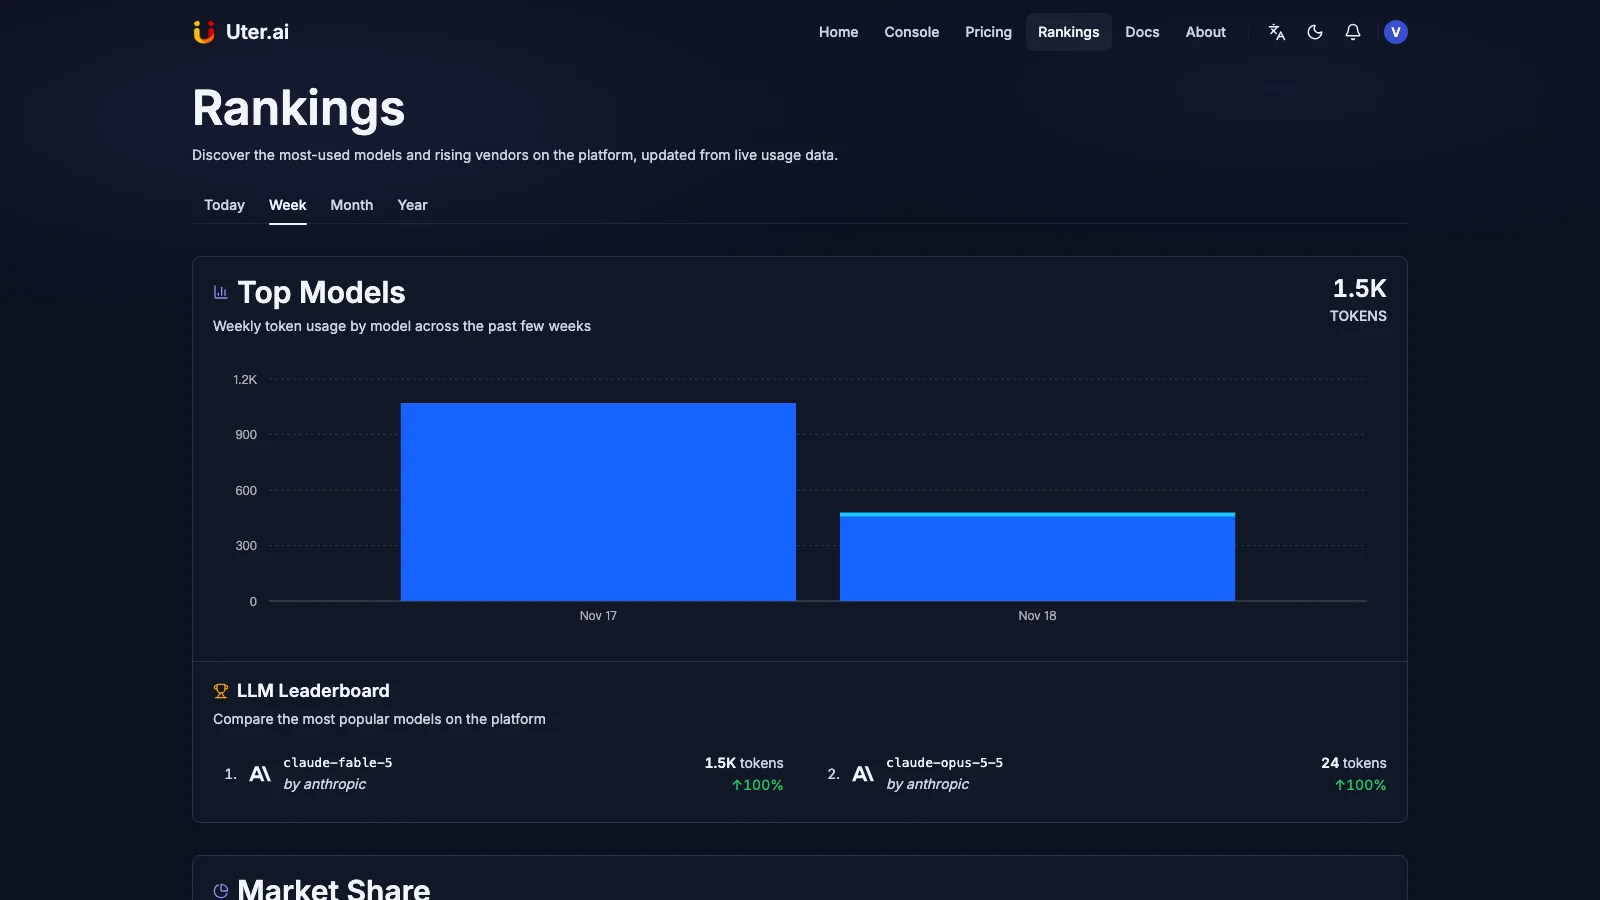 Uter.ai
Home Console Pricing Rankings Docs About V
Rankings
Discover the most-used models and rising vendors on the platform, updated from live usage data.
Today Week Month Year
Top Models
1.5K
TOKENS
Weekly token usage by model across the past few weeks
1.2K
900
600
300
0
Nov 17 Nov 18
LLM Leaderboard
Compare the most popular models on the platform
1. claude-fable-5 1.5K tokens
by anthropic ↑100%
2. claude-opus-5-5 24 tokens
by anthropic ↑100%
Market Share